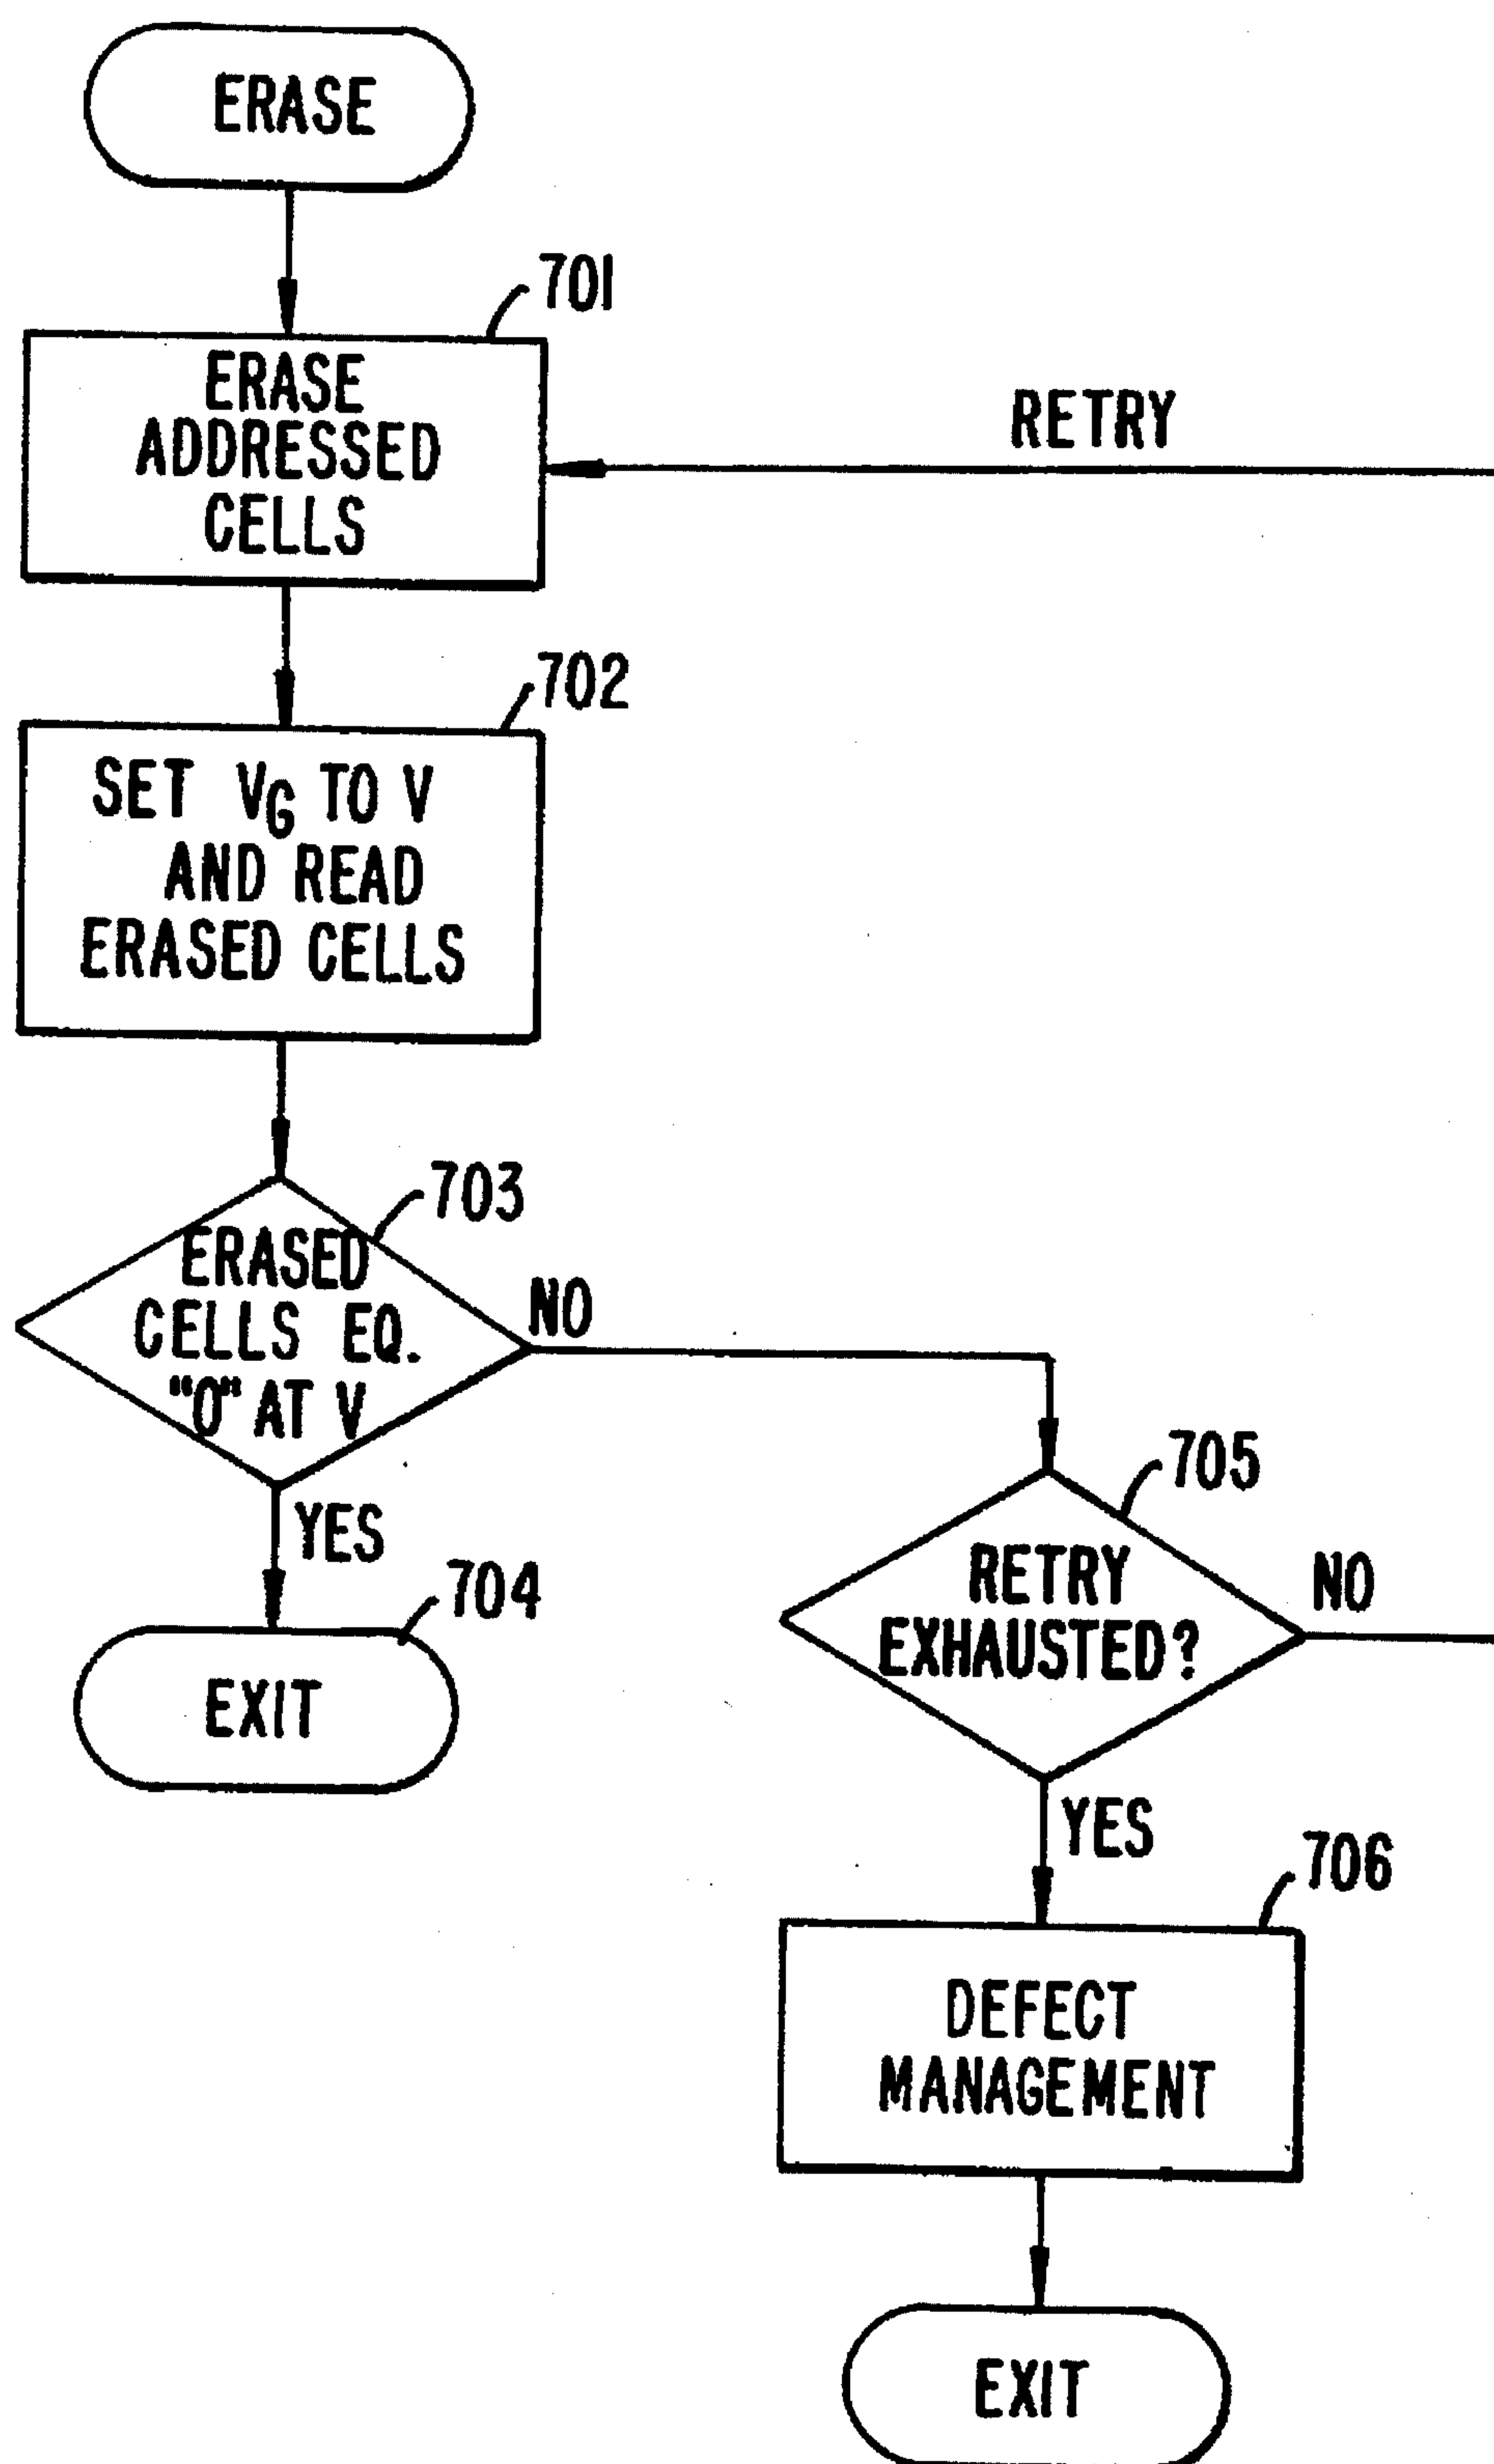 ERASE
701
ERASE
ADDRESSED
CELLS
RETRY
702
SET VG TO V
AND READ
ERASED CELLS
703
ERASED
CELLS EQ.
"0" AT V
NO
YES
704
EXIT
705
RETRY
EXHAUSTED?
NO
YES
706
DEFECT
MANAGEMENT
EXIT